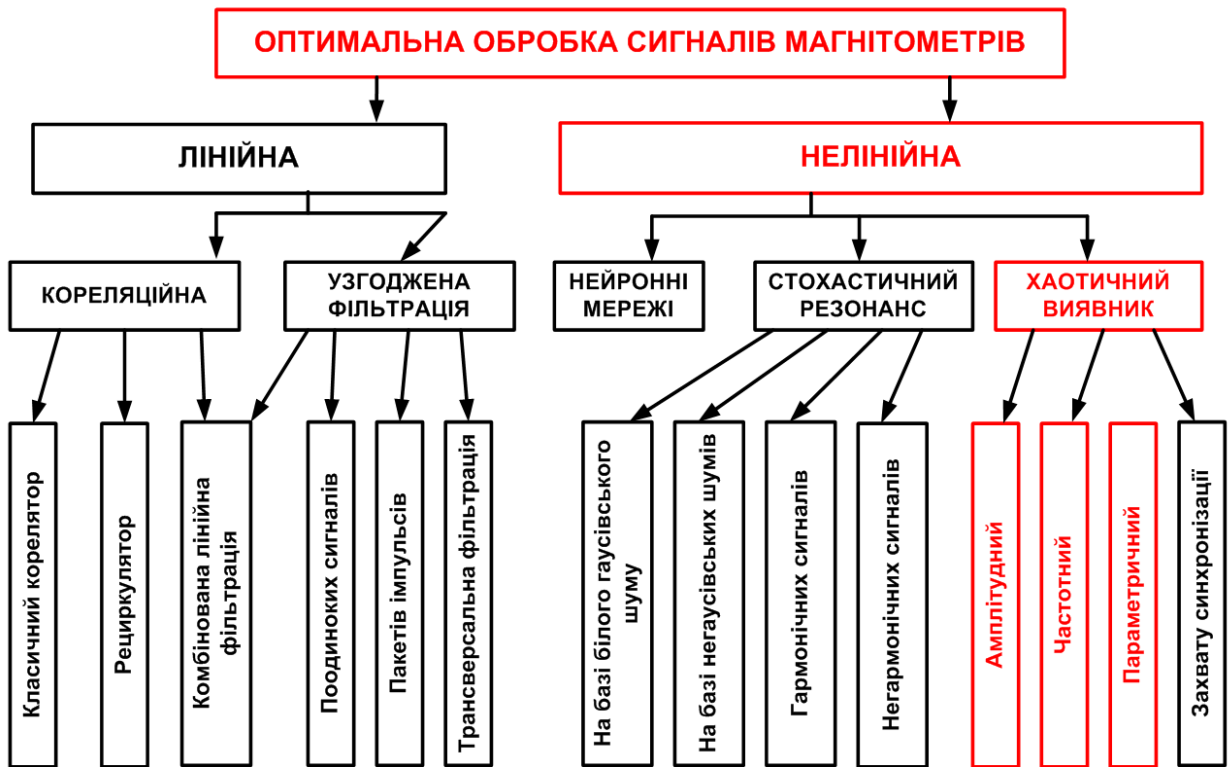 ОПТИМАЛЬНА ОБРОБКА СИГНАЛІВ МАГНІТОМЕТРІВ
ЛІНІЙНА
НЕЛІНІЙНА
КОРЕЛЯЦІЙНА
УЗГОДЖЕНА
ФІЛЬТРАЦІЯ
НЕЙРОННІ
МЕРЕЖІ
СТОХАСТИЧНИЙ
РЕЗОНАНС
ХАОТИЧНИЙ
ВИЯВНИК
Класичний корелятор
Рециркулятор
Комбінована лінійна
фільтрація
Поодиноких сигналів
Пакетів імпульсів
Трансверсальна фільтрація
На базі білого гаусівського
шуму
На базі негаусівських шумів
Гармонічних сигналів
Негармонічних сигналів
Амплітудний
Частотний
Параметричний
Захвату синхронізації